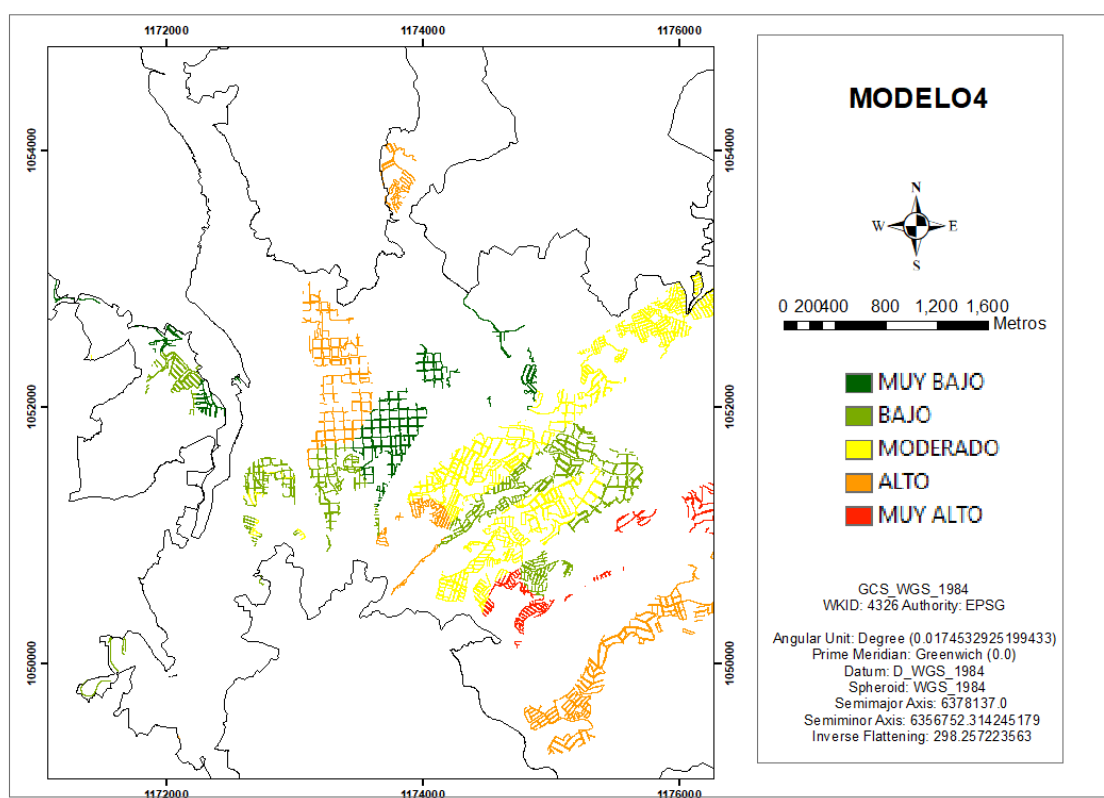 1172000 1174000 1176000
1054000 1054000
1052000 1052000
1050000 1050000
1172000 1174000 1176000
MODELO4
N
W E
S
0 200400 800 1,200 1,600
Metros
MUY BAJO
BAJO
MODERADO
ALTO
MUY ALTO
GCS_WGS_1984
WKID: 4326 Authority: EPSG
Angular Unit: Degree (0.0174532925199433)
Prime Meridian: Greenwich (0.0)
Datum: D_WGS_1984
Spheroid: WGS_1984
Semimajor Axis: 6378137.0
Semiminor Axis: 6356752.314245179
Inverse Flattening: 298.257223563